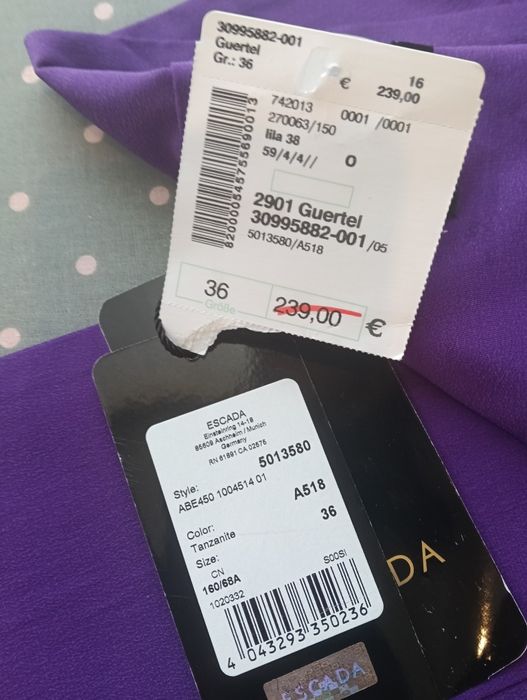 30995882-001
Guertel
Gr.: 36
16
€ 239,00
742013 0001 /0001
270063/150
lila 38
59/4/4// O
820000545755690013
2901 Guertel
30995882-001 /05
5013580/A518
36 239,00 €
Größe
ESCADA
Einsteinring 14-18
85609 Aschheim / Munich
Germany
RN 61891 CA 02576
Style: 5013580
ABE450 1004514 01
Color: A518
Tanzanite
Size: 36
CN
160/68A S00SI
1020332
4 043293 350236
ESCADA
DA